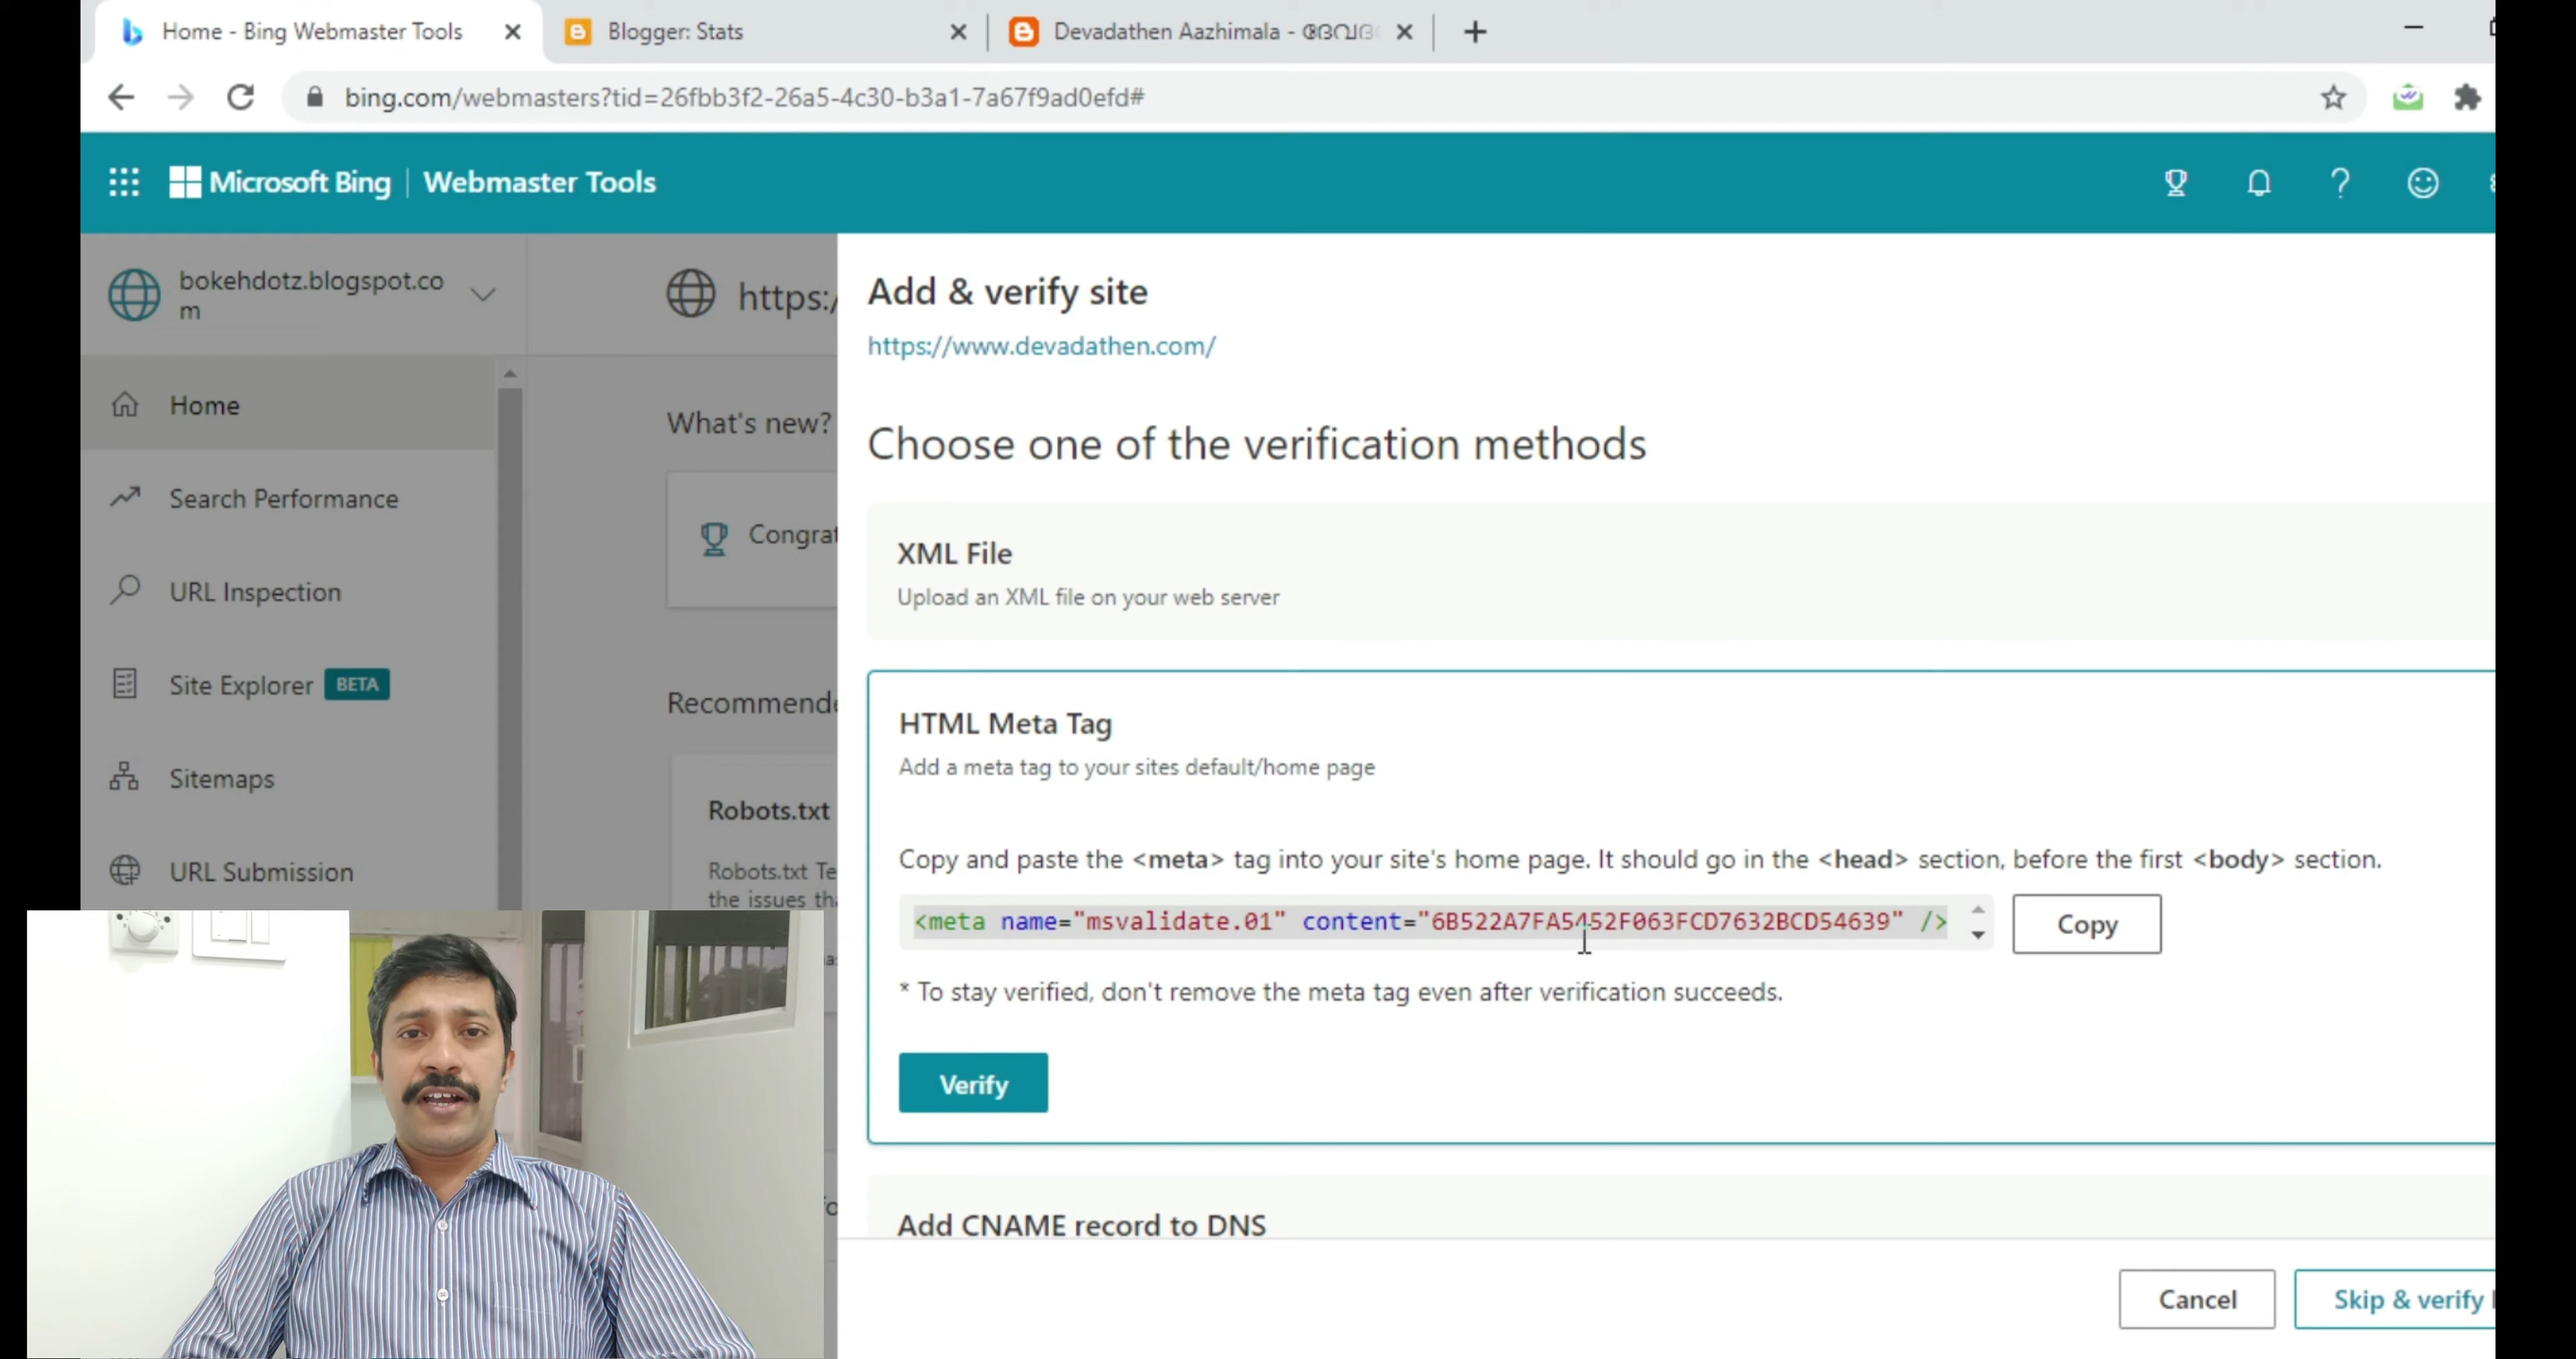 Home - Bing Webmaster Tools
Blogger: Stats
Devadathen Aazhimala -
bing.com/webmasters?tid=26fbb3f2-26a5-4c30-b3a1-7a67f9ad0efd#
Microsoft Bing | Webmaster Tools
bokehdotz.blogspot.co
m
https:/
Home
Search Performance
URL Inspection
Site Explorer BETA
Sitemaps
URL Submission
What's new?
Congrat
Recommende
Robots.txt
Robots.txt Te
the issues tha
Add & verify site
https://www.devadathen.com/
Choose one of the verification methods
XML File
Upload an XML file on your web server
HTML Meta Tag
Add a meta tag to your sites default/home page
Copy and paste the <meta> tag into your site's home page. It should go in the <head> section, before the first <body> section.
<meta name="msvalidate.01" content="6B522A7FA5452F063FCD7632BCD54639" />
Copy
* To stay verified, don't remove the meta tag even after verification succeeds.
Verify
Add CNAME record to DNS
Cancel
Skip & verify